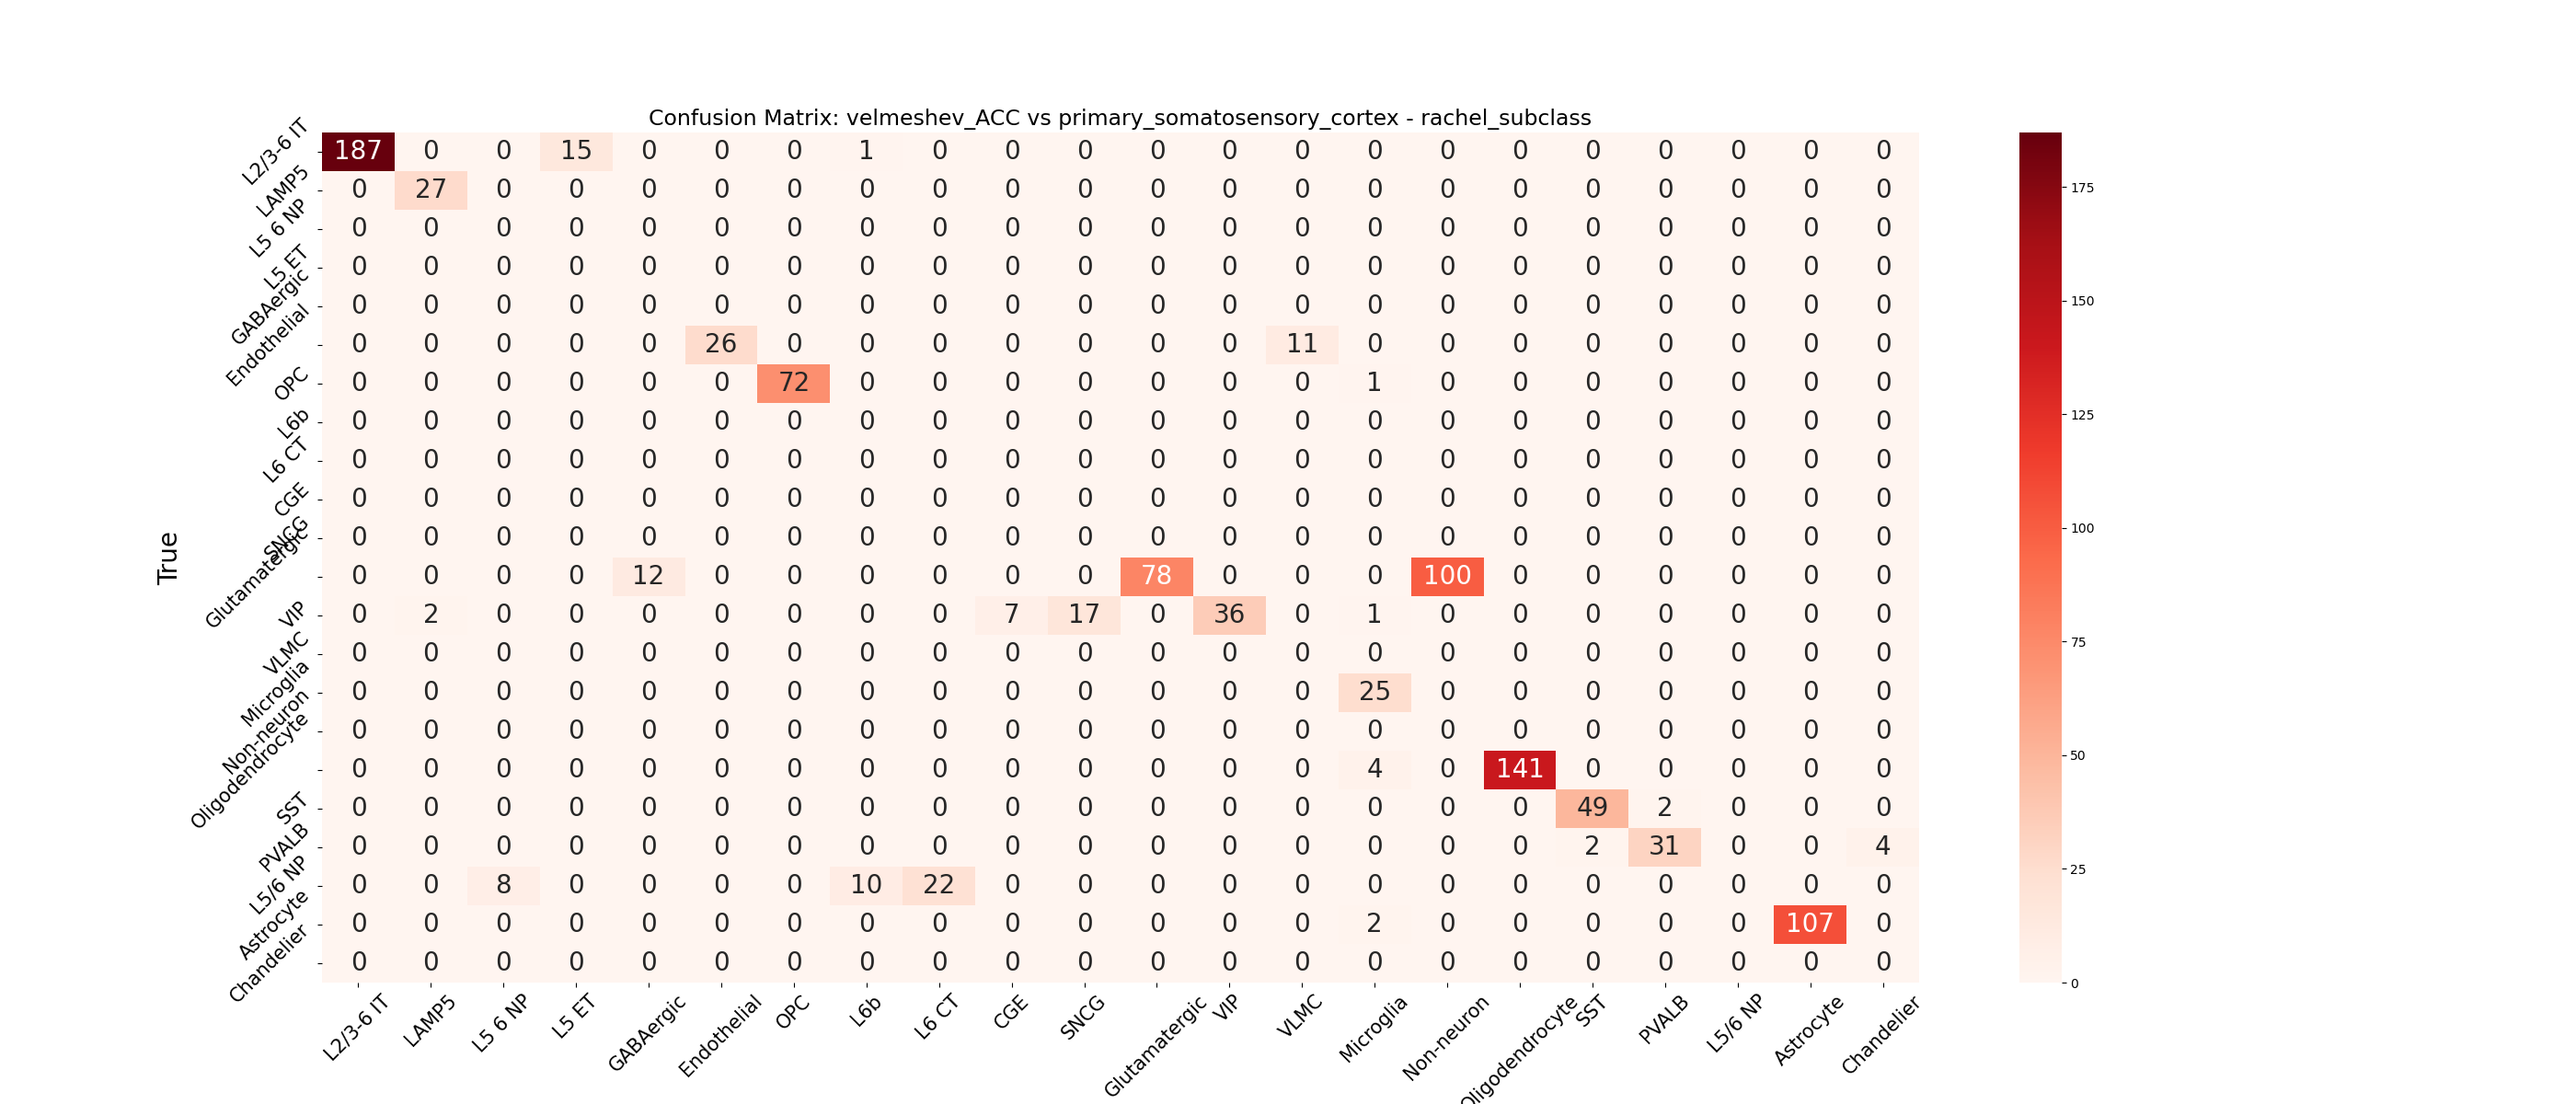 Confusion Matrix: velmeshev_ACC vs primary_somatosensory_cortex - rachel_subclass
L2/3-6 IT 187 0 0 15 0 0 0 1 0 0 0 0 0 0 0 0 0 0 0 0 0 0
LAMP5 0 27 0 0 0 0 0 0 0 0 0 0 0 0 0 0 0 0 0 0 0 0
L5 6 NP 0 0 0 0 0 0 0 0 0 0 0 0 0 0 0 0 0 0 0 0 0 0
L5 ET 0 0 0 0 0 0 0 0 0 0 0 0 0 0 0 0 0 0 0 0 0 0
GABAergic 0 0 0 0 0 0 0 0 0 0 0 0 0 0 0 0 0 0 0 0 0 0
Endothelial 0 0 0 0 0 26 0 0 0 0 0 0 0 11 0 0 0 0 0 0 0 0
OPC 0 0 0 0 0 0 72 0 0 0 0 0 0 0 1 0 0 0 0 0 0 0
L6b 0 0 0 0 0 0 0 0 0 0 0 0 0 0 0 0 0 0 0 0 0 0
L6 CT 0 0 0 0 0 0 0 0 0 0 0 0 0 0 0 0 0 0 0 0 0 0
CGE 0 0 0 0 0 0 0 0 0 0 0 0 0 0 0 0 0 0 0 0 0 0
SNCG 0 0 0 0 0 0 0 0 0 0 0 0 0 0 0 0 0 0 0 0 0 0
Glutamatergic 0 0 0 0 12 0 0 0 0 0 0 78 0 0 0 100 0 0 0 0 0 0
VIP 0 2 0 0 0 0 0 0 0 7 17 0 36 0 1 0 0 0 0 0 0 0
VLMC 0 0 0 0 0 0 0 0 0 0 0 0 0 0 0 0 0 0 0 0 0 0
Microglia 0 0 0 0 0 0 0 0 0 0 0 0 0 0 25 0 0 0 0 0 0 0
Non-neuron 0 0 0 0 0 0 0 0 0 0 0 0 0 0 0 0 0 0 0 0 0 0
Oligodendrocyte 0 0 0 0 0 0 0 0 0 0 0 0 0 0 4 0 141 0 0 0 0 0
SST 0 0 0 0 0 0 0 0 0 0 0 0 0 0 0 0 0 49 2 0 0 0
PVALB 0 0 0 0 0 0 0 0 0 0 0 0 0 0 0 0 0 2 31 0 0 4
L5/6 NP 0 0 8 0 0 0 0 10 22 0 0 0 0 0 0 0 0 0 0 0 0 0
Astrocyte 0 0 0 0 0 0 0 0 0 0 0 0 0 0 2 0 0 0 0 0 107 0
Chandelier 0 0 0 0 0 0 0 0 0 0 0 0 0 0 0 0 0 0 0 0 0 0
True
L2/3-6 IT LAMP5 L5 6 NP L5 ET GABAergic Endothelial OPC L6b L6 CT CGE SNCG Glutamatergic VIP VLMC Microglia Non-neuron Oligodendrocyte SST PVALB L5/6 NP Astrocyte Chandelier
175
150
125
100
75
50
25
0